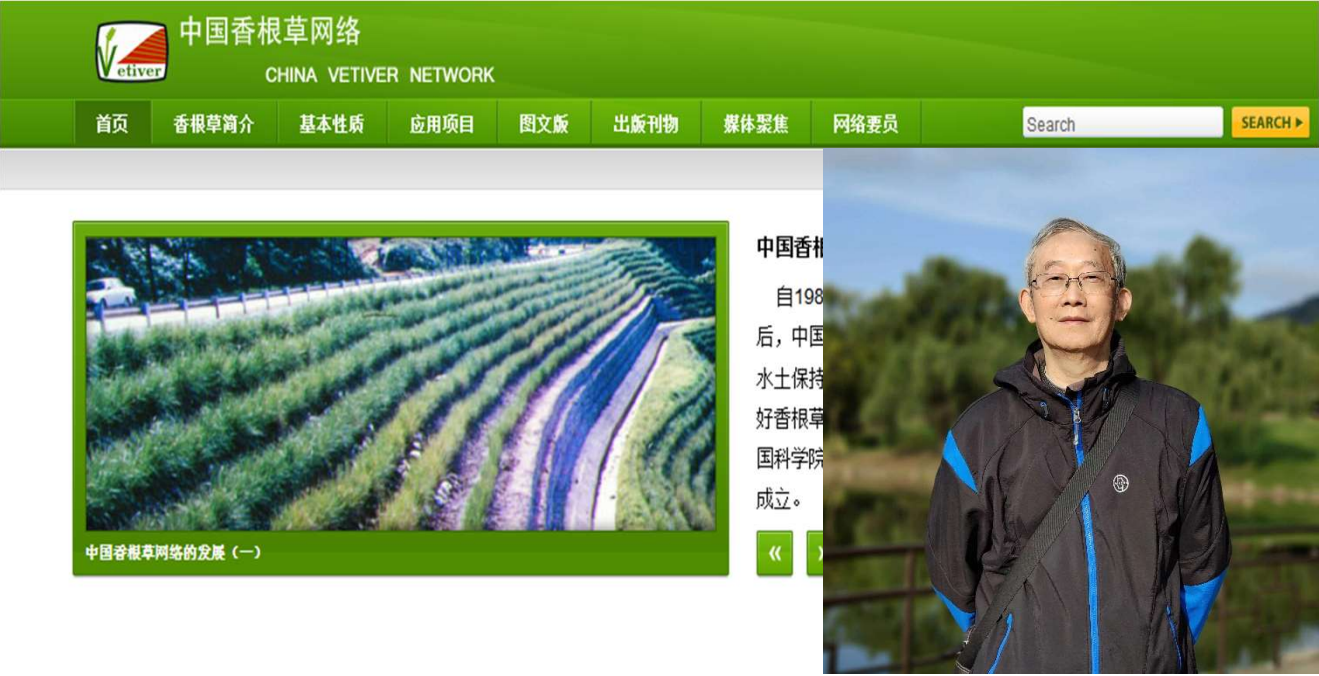 中国香根草网络
CHINA VETIVER NETWORK
etiver
首页 香根草简介 基本性质 应用项目 图文版 出版刊物 媒体聚焦 网络要员
Search
SEARCH
中国香根草网络的发展（一）
中国香
自198
后，中国
水土保持
好香根草
国科学院
成立。